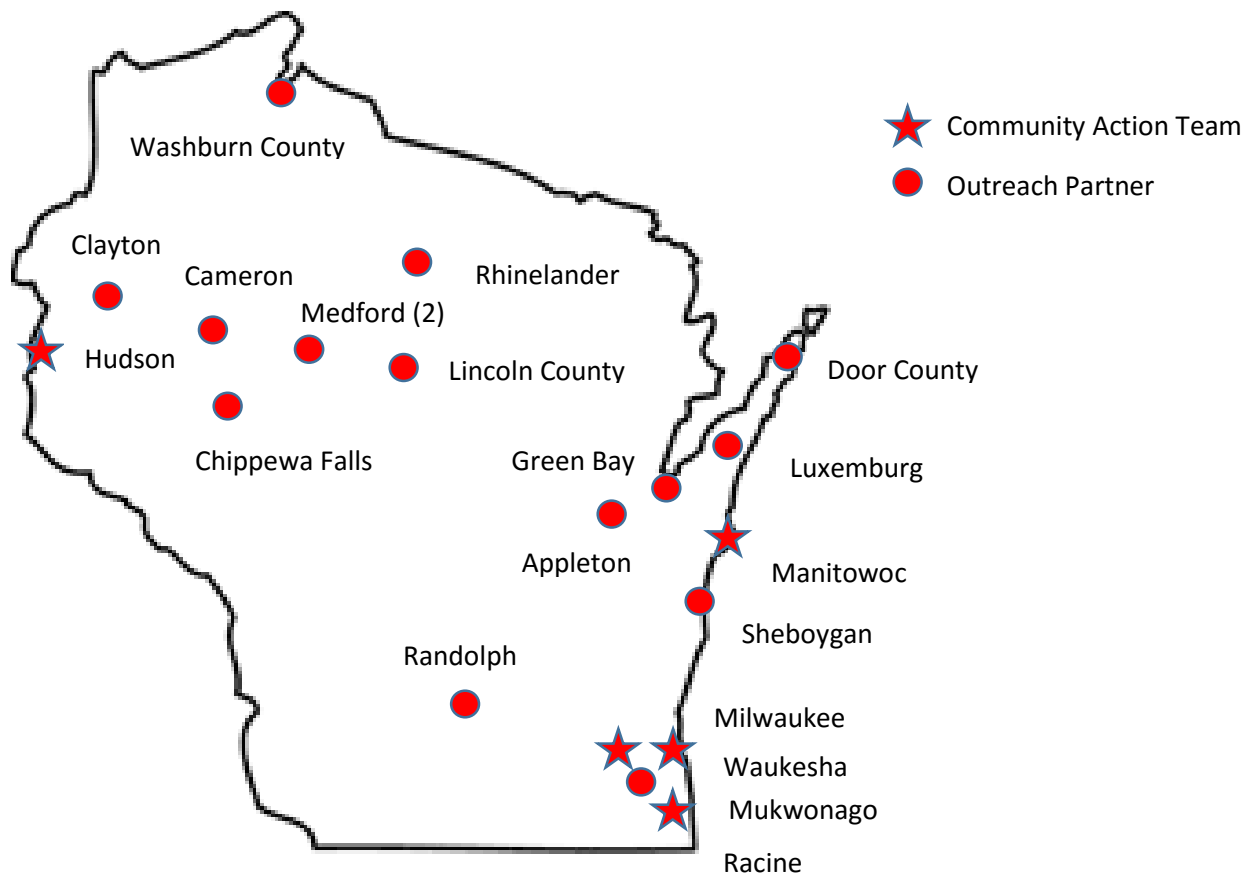 Community Action Team
Outreach Partner
Washburn County
Clayton
Cameron
Rhinelander
Medford (2)
Hudson
Lincoln County
Door County
Chippewa Falls
Green Bay
Luxemburg
Appleton
Manitowoc
Sheboygan
Randolph
Milwaukee
Waukesha
Mukwonago
Racine